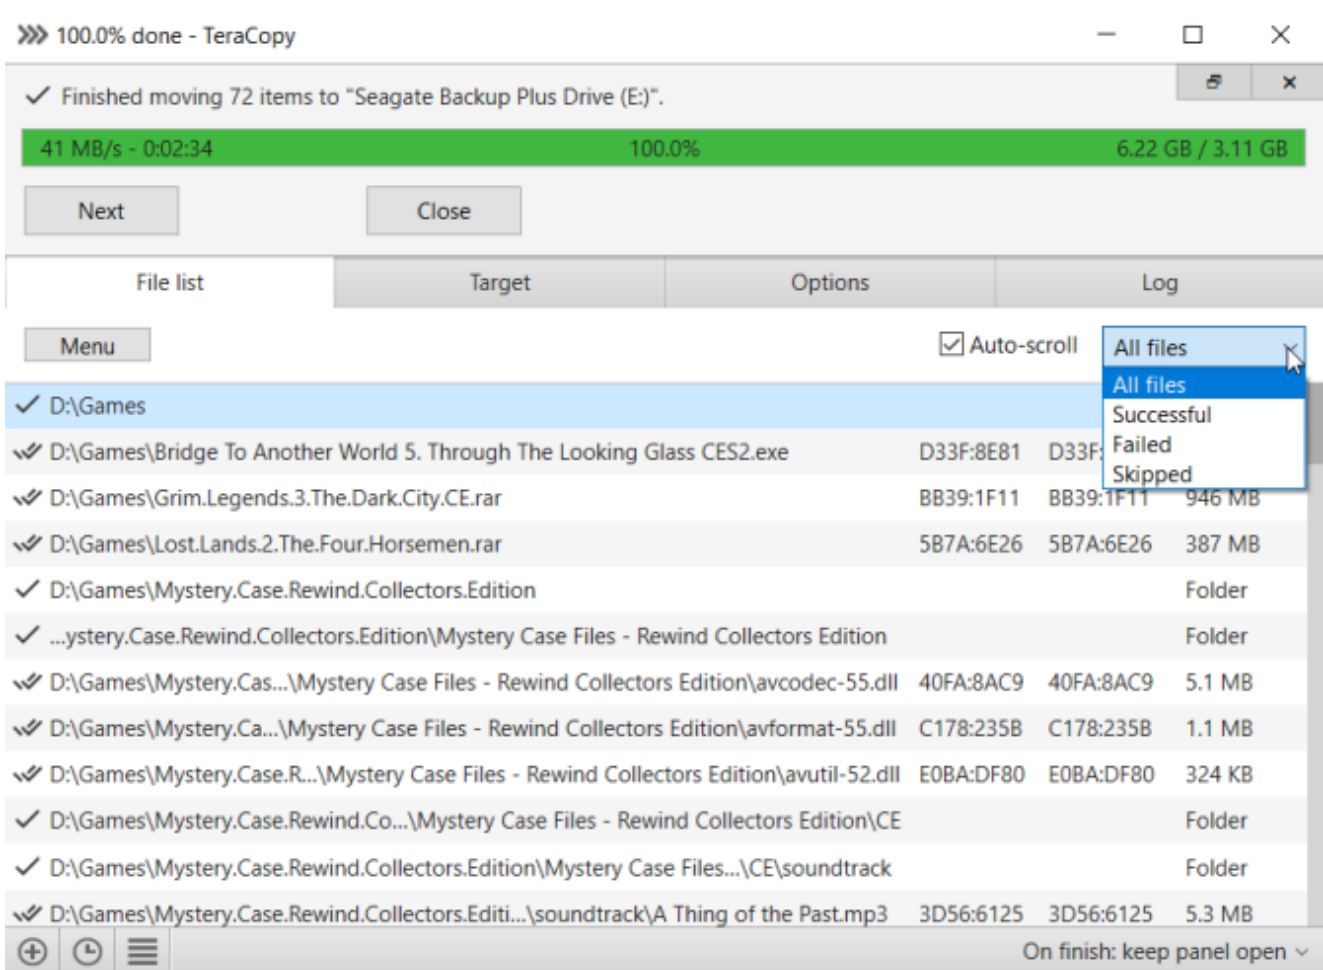 100.0% done - TeraCopy
Finished moving 72 items to "Seagate Backup Plus Drive (E:)".
41 MB/s - 0:02:34 100.0% 6.22 GB / 3.11 GB
Next Close
File list Target Options Log
Menu Auto-scroll All files
All files
Successful
Failed
Skipped
D:\Games
D:\Games\Bridge To Another World 5. Through The Looking Glass CES2.exe D33F:8E81 D33F:
D:\Games\Grim.Legends.3.The.Dark.City.CE.rar BB39:1F11 BB39:1F11 946 MB
D:\Games\Lost.Lands.2.The.Four.Horsemen.rar 5B7A:6E26 5B7A:6E26 387 MB
D:\Games\Mystery.Case.Rewind.Collectors.Edition Folder
...ystery.Case.Rewind.Collectors.Edition\Mystery Case Files - Rewind Collectors Edition Folder
D:\Games\Mystery.Cas...\Mystery Case Files - Rewind Collectors Edition\avcodec-55.dll 40FA:8AC9 40FA:8AC9 5.1 MB
D:\Games\Mystery.Ca...\Mystery Case Files - Rewind Collectors Edition\avformat-55.dll C178:235B C178:235B 1.1 MB
D:\Games\Mystery.Case.R...\Mystery Case Files - Rewind Collectors Edition\avutil-52.dll E0BA:DF80 E0BA:DF80 324 KB
D:\Games\Mystery.Case.Rewind.Co...\Mystery Case Files - Rewind Collectors Edition\CE Folder
D:\Games\Mystery.Case.Rewind.Collectors.Edition\Mystery Case Files...\CE\soundtrack Folder
D:\Games\Mystery.Case.Rewind.Collectors.Editi...\soundtrack\A Thing of the Past.mp3 3D56:6125 3D56:6125 5.3 MB
On finish: keep panel open